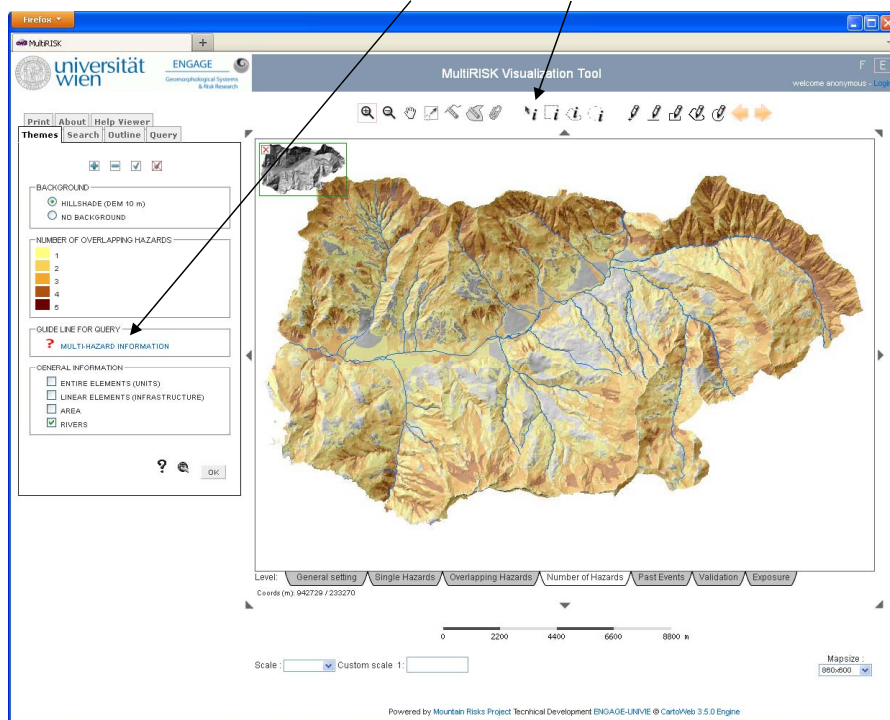 Firefox
MultiRISK
universität wien
ENGAGE
Geomorphological Systems & Risk Research
MultiRISK Visualization Tool
F E
welcome anonymous - Login
Print About Help Viewer
Themes Search Outline Query
BACKGROUND
HILLSHADE (DEM 10 m)
NO BACKGROUND
NUMBER OF OVERLAPPING HAZARDS
1
2
3
4
5
GUIDE LINE FOR QUERY
? MULTI-HAZARD INFORMATION
GENERAL INFORMATION
ENTIRE ELEMENTS (UNITS)
LINEAR ELEMENTS (INFRASTRUCTURE)
AREA
RIVERS
? OK
Level: General setting Single Hazards Overlapping Hazards Number of Hazards Past Events Validation Exposure
Coords (m): 942729 / 233270
0 2200 4400 6600 8800 m
Scale : Custom scale 1:
Mapsize :
860x600
Powered by Mountain Risks Project Tecnhical Development ENGAGE-UNIVIE © CartoWeb 3.5.0 Engine